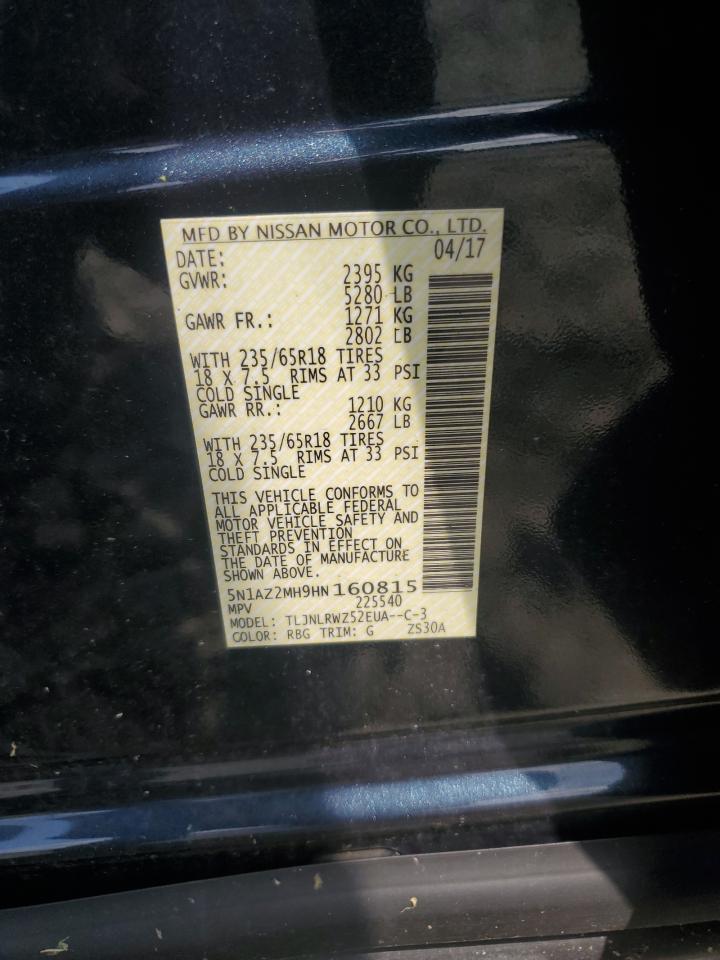 MFD BY NISSAN MOTOR CO., LTD.
DATE: 04/17
GVWR: 2395 KG
5280 LB
GAWR FR.: 1271 KG
2802 LB
WITH 235/65R18 TIRES
18 X 7.5 RIMS AT 33 PSI
COLD SINGLE
GAWR RR.: 1210 KG
2667 LB
WITH 235/65R18 TIRES
18 X 7.5 RIMS AT 33 PSI
COLD SINGLE
THIS VEHICLE CONFORMS TO
ALL APPLICABLE FEDERAL
MOTOR VEHICLE SAFETY AND
THEFT PREVENTION
STANDARDS IN EFFECT ON
THE DATE OF MANUFACTURE
SHOWN ABOVE.
5N1AZ2MH9HN160815
MPV 225540
MODEL: TLJNLRWZ52EUA--C-3
COLOR: RBG TRIM: G ZS30A